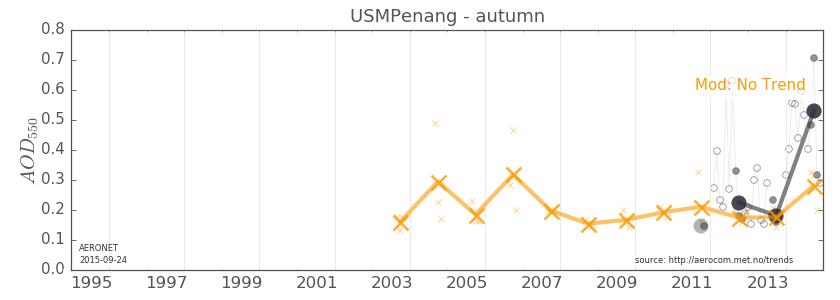 USMPenang - autumn
0.8
0.7
0.6
0.5
0.4
0.3
0.2
0.1
0.0
AOD550
Mod: No Trend
AERONET
2015-09-24
source: http://aerocom.met.no/trends
1995 1997 1999 2001 2003 2005 2007 2009 2011 2013